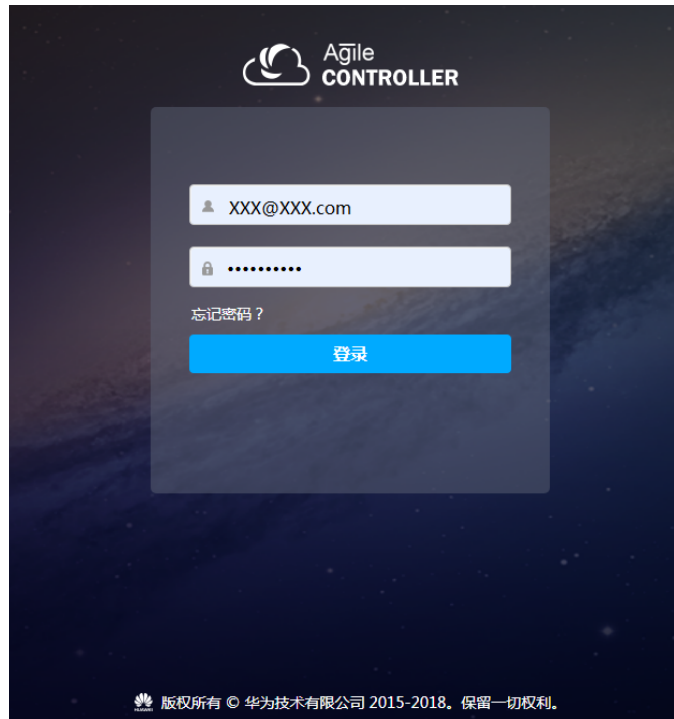 Agile
CONTROLLER
XXX@XXX.com
••••••••••
忘记密码？
登录
HUAWEI
版权所有 © 华为技术有限公司 2015-2018。保留一切权利。